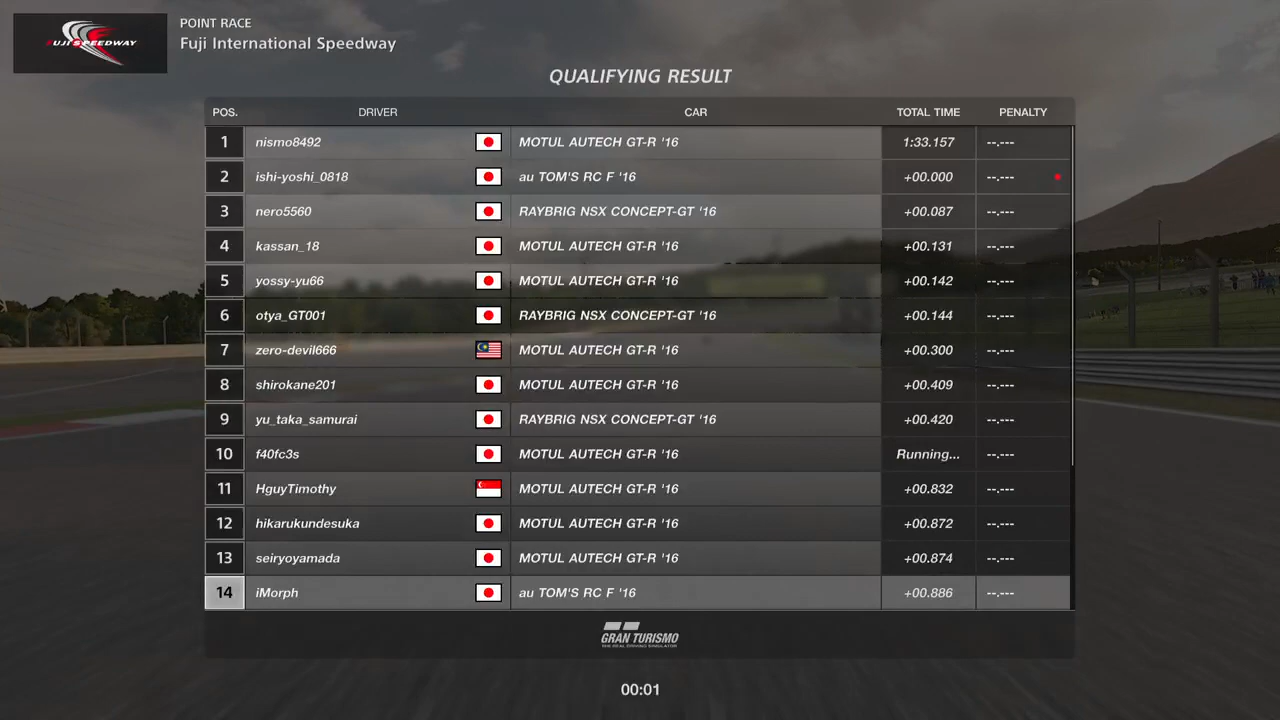 FUJI SPEEDWAY
POINT RACE
Fuji International Speedway
QUALIFYING RESULT
POS. DRIVER CAR TOTAL TIME PENALTY
1 nismo8492 MOTUL AUTECH GT-R '16 1:33.157 --.---
2 ishi-yoshi_0818 au TOM'S RC F '16 +00.000 --.---
3 nero5560 RAYBRIG NSX CONCEPT-GT '16 +00.087 --.---
4 kassan_18 MOTUL AUTECH GT-R '16 +00.131 --.---
5 yossy-yu66 MOTUL AUTECH GT-R '16 +00.142 --.---
6 otya_GT001 RAYBRIG NSX CONCEPT-GT '16 +00.144 --.---
7 zero-devil666 MOTUL AUTECH GT-R '16 +00.300 --.---
8 shirokane201 MOTUL AUTECH GT-R '16 +00.409 --.---
9 yu_taka_samurai RAYBRIG NSX CONCEPT-GT '16 +00.420 --.---
10 f40fc3s MOTUL AUTECH GT-R '16 Running... --.---
11 HguyTimothy MOTUL AUTECH GT-R '16 +00.832 --.---
12 hikarukundesuka MOTUL AUTECH GT-R '16 +00.872 --.---
13 seiryoyamada MOTUL AUTECH GT-R '16 +00.874 --.---
14 iMorph au TOM'S RC F '16 +00.886 --.---
GRAN TURISMO
THE REAL DRIVING SIMULATOR
00:01